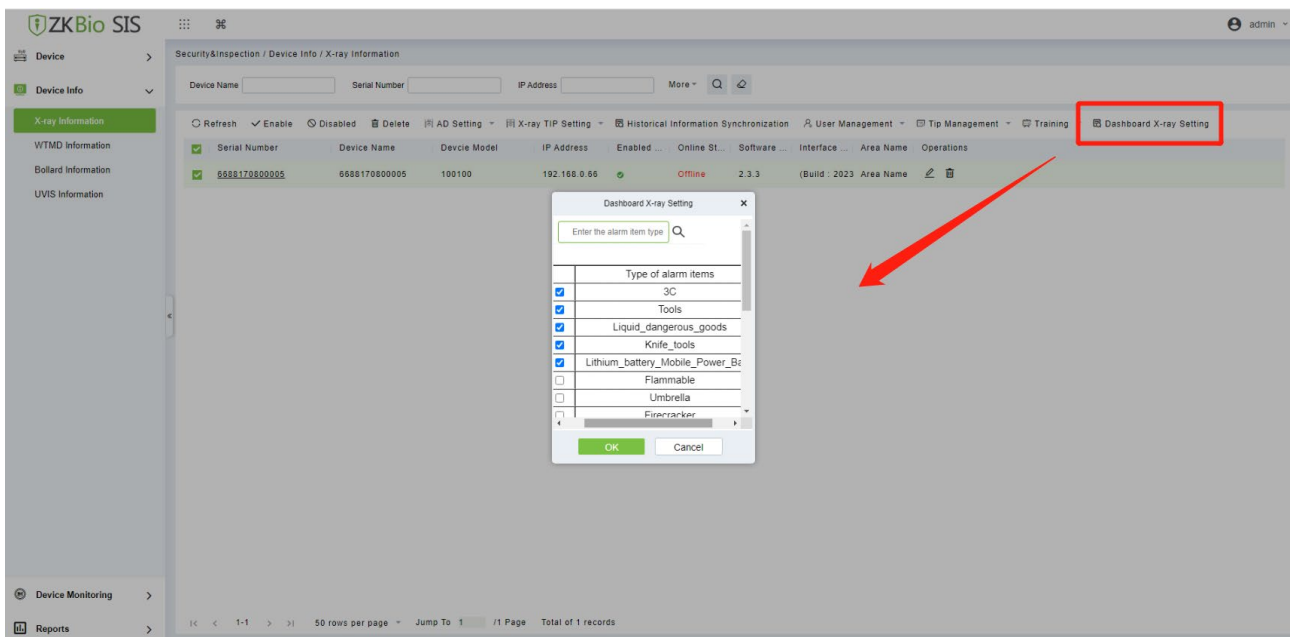 ZKBio SIS
admin
Device
Security&Inspection / Device Info / X-ray Information
Device Info
Device Name Serial Number IP Address More
X-ray Information
WTMD Information
Bollard Information
UVIS Information
Refresh Enable Disabled Delete AD Setting X-ray TIP Setting Historical Information Synchronization User Management Tip Management Training Dashboard X-ray Setting
Serial Number Device Name Devcie Model IP Address Enabled ... Online St... Software ... Interface ... Area Name Operations
6688170800005 6688170800005 100100 192.168.0.66 Offline 2.3.3 (Build : 2023 Area Name
Dashboard X-ray Setting
Enter the alarm item type
Type of alarm items
3C
Tools
Liquid_dangerous_goods
Knife_tools
Lithium_battery_Mobile_Power_Ba
Flammable
Umbrella
Firecracker
OK Cancel
Device Monitoring
Reports
1-1 50 rows per page Jump To 1 /1 Page Total of 1 records